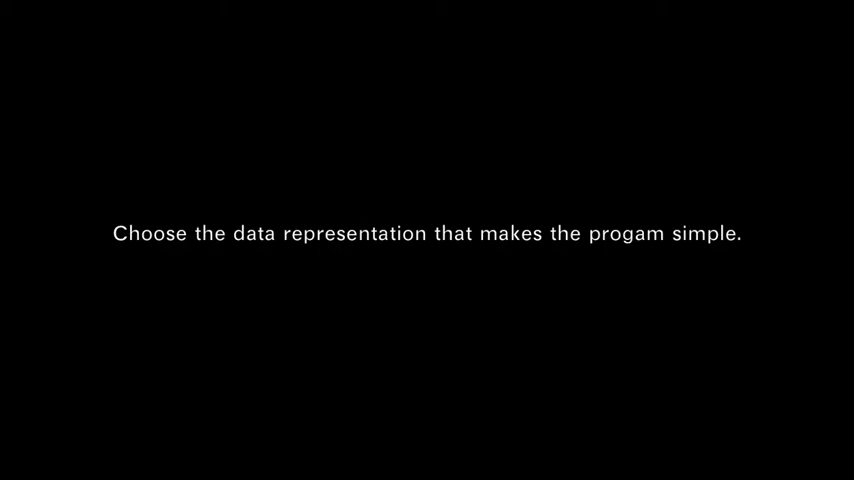 Choose the data representation that makes the progam simple.